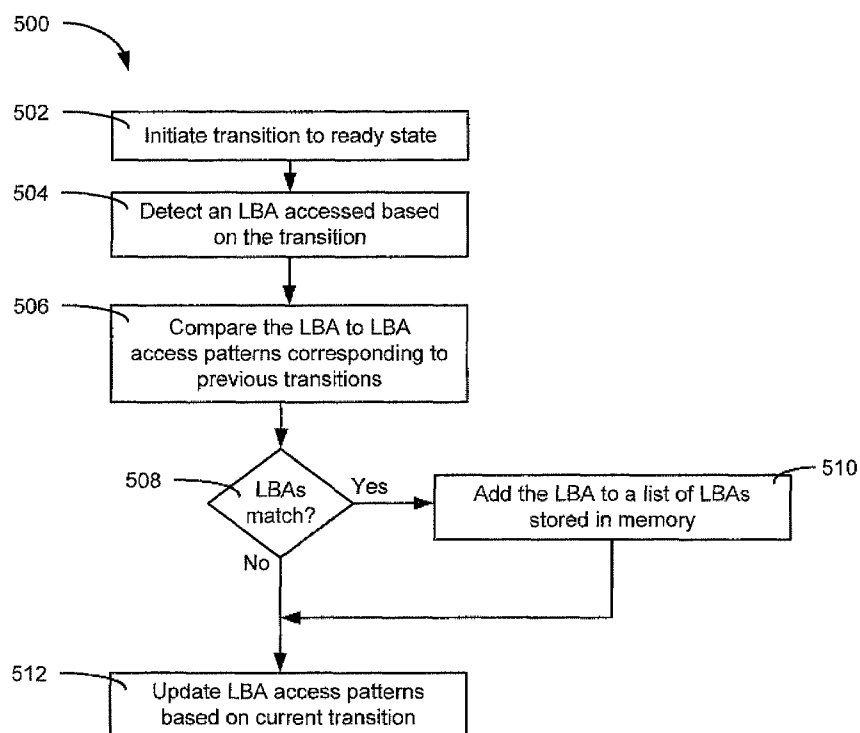 500
502
Initiate transition to ready state
504
Detect an LBA accessed based
on the transition
506
Compare the LBA to LBA
access patterns corresponding to
previous transitions
508
LBAs
match?
Yes
No
510
Add the LBA to a list of LBAs
stored in memory
512
Update LBA access patterns
based on current transition